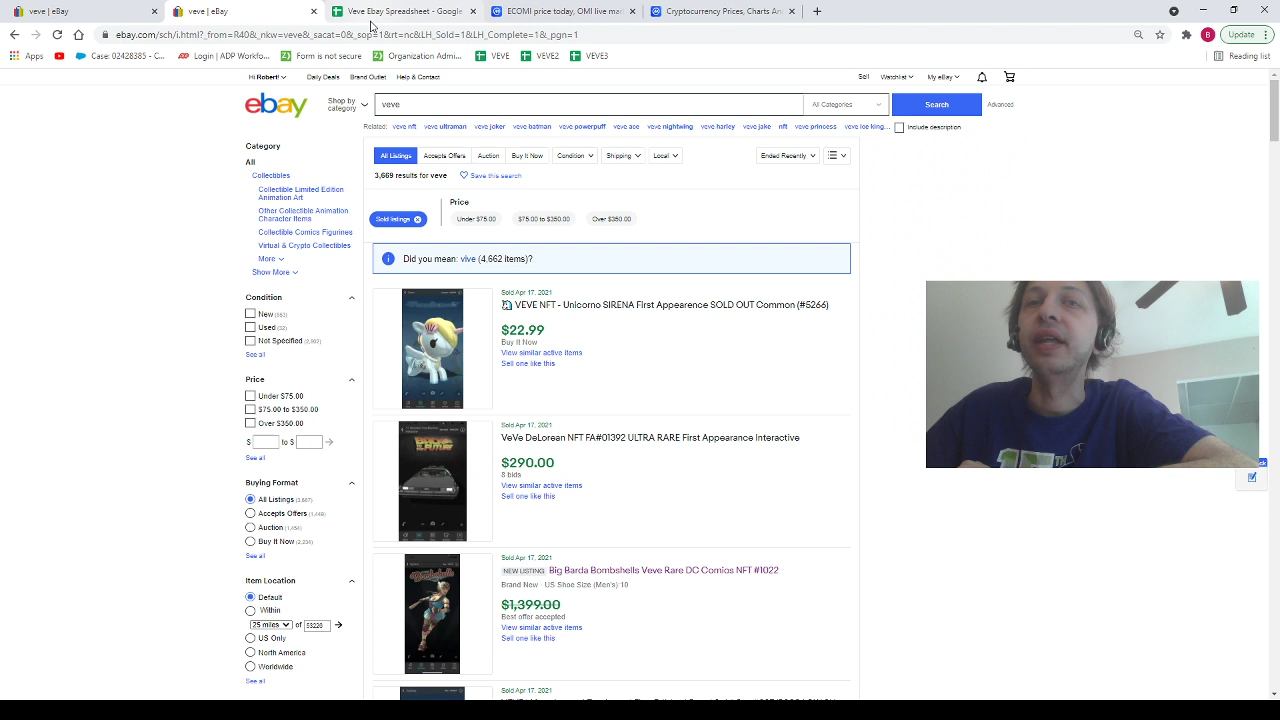 veve | eBay
veve | eBay
Veve Ebay Spreadsheet - Google
ECOMI price today, OMI live mar
Cryptocurrency Prices, Charts An
ebay.com/sch/i.html?_from=R40&_nkw=veve&_sacat=0&_sop=1&rt=nc&LH_Sold=1&LH_Complete=1&_pgn=1
Update
Apps
Case: 02428385 - C...
Login | ADP Workfo...
Form is not secure
Organization Admi...
VEVE
VEVE2
VEVE3
Reading list
Hi Robert!
Daily Deals
Brand Outlet
Help & Contact
Sell
Watchlist
My eBay
ebay
Shop by
category
veve
All Categories
Search
Advanced
Related: veve nft veve ultraman veve joker veve batman veve powerpuff veve ace veve nightwing veve harley veve jake nft veve princess veve ice king...
Include description
Category
All
Collectibles
Collectible Limited Edition
Animation Art
Other Collectible Animation
Character Items
Collectible Comics Figurines
Virtual & Crypto Collectibles
More
Show More
All Listings
Accepts Offers
Auction
Buy It Now
Condition
Shipping
Local
Ended Recently
3,669 results for veve
Save this search
Price
Sold listings
Under $75.00
$75.00 to $350.00
Over $350.00
Did you mean: vive (4,662 items)?
Condition
New (853)
Used (32)
Not Specified
See all
Price
Under $75.00
$75.00 to $350.00
Over $350.00
$ to $
See all
Buying Format
All Listings
Accepts Offers
Auction
Buy It Now
See all
Item Location
Default
Within
25 miles of
US Only
North America
Worldwide
See all
Sold Apr 17, 2021
VEVE NFT - Unicorno SIRENA First Appearence SOLD OUT Common (#5266)
$22.99
Buy It Now
View similar active items
Sell one like this
Sold Apr 17, 2021
VeVe DeLorean NFT FA#01392 ULTRA RARE First Appearance Interactive
$290.00
8 bids
View similar active items
Sell one like this
BACK
FUTURE
Sold Apr 17, 2021
NEW LISTING Big Barda Bombshells Veve Rare DC Comios NFT #1022
Brand New · US Shoe Size (Men's) 10
$1,399.00
Best offer accepted
View similar active items
Sell one like this
Bombshells
Sold Apr 17, 2021